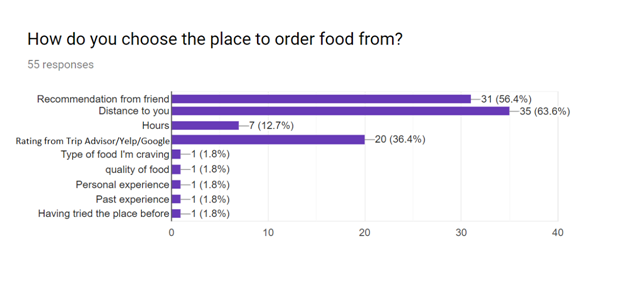 How do you choose the place to order food from?
55 responses
Recommendation from friend 31 (56.4%)
Distance to you 35 (63.6%)
Hours 7 (12.7%)
Rating from Trip Advisor/Yelp/Google 20 (36.4%)
Type of food I'm craving 1 (1.8%)
quality of food 1 (1.8%)
Personal experience 1 (1.8%)
Past experience 1 (1.8%)
Having tried the place before 1 (1.8%)
0 10 20 30 40